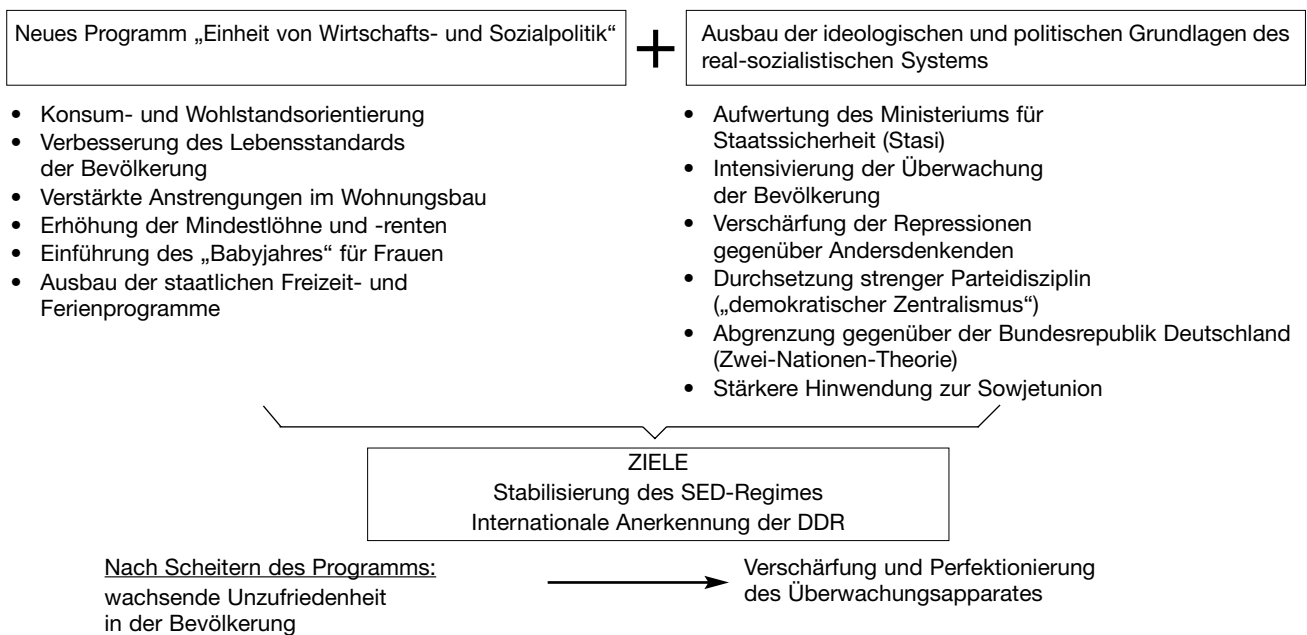 Neues Programm „Einheit von Wirtschafts- und Sozialpolitik“
+
Ausbau der ideologischen und politischen Grundlagen des
real-sozialistischen Systems
• Konsum- und Wohlstandsorientierung
• Verbesserung des Lebensstandards
der Bevölkerung
• Verstärkte Anstrengungen im Wohnungsbau
• Erhöhung der Mindestlöhne und -renten
• Einführung des „Babyjahres“ für Frauen
• Ausbau der staatlichen Freizeit- und
Ferienprogramme
• Aufwertung des Ministeriums für
Staatssicherheit (Stasi)
• Intensivierung der Überwachung
der Bevölkerung
• Verschärfung der Repressionen
gegenüber Andersdenkenden
• Durchsetzung strenger Parteidisziplin
(„demokratischer Zentralismus“)
• Abgrenzung gegenüber der Bundesrepublik Deutschland
(Zwei-Nationen-Theorie)
• Stärkere Hinwendung zur Sowjetunion
ZIELE
Stabilisierung des SED-Regimes
Internationale Anerkennung der DDR
Nach Scheitern des Programms:
wachsende Unzufriedenheit
in der Bevölkerung
Verschärfung und Perfektionierung
des Überwachungsapparates